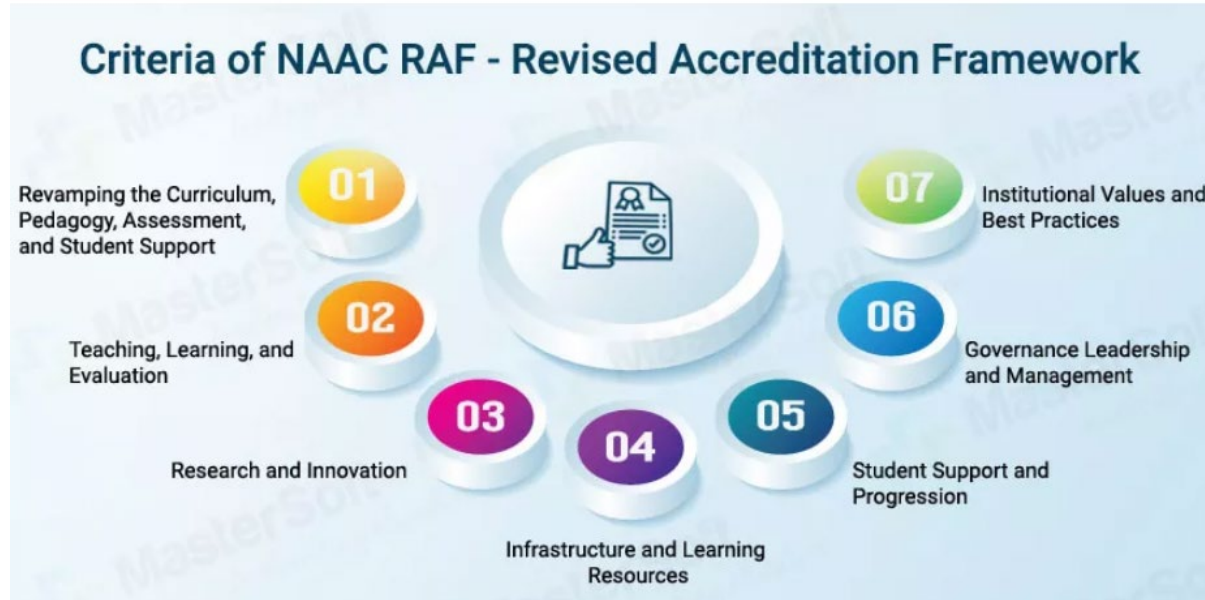 Criteria of NAAC RAF - Revised Accreditation Framework
01
Revamping the Curriculum,
Pedagogy, Assessment,
and Student Support
02
Teaching, Learning, and
Evaluation
03
Research and Innovation
04
Infrastructure and Learning
Resources
05
Student Support and
Progression
06
Governance Leadership
and Management
07
Institutional Values and
Best Practices
MasterSoft